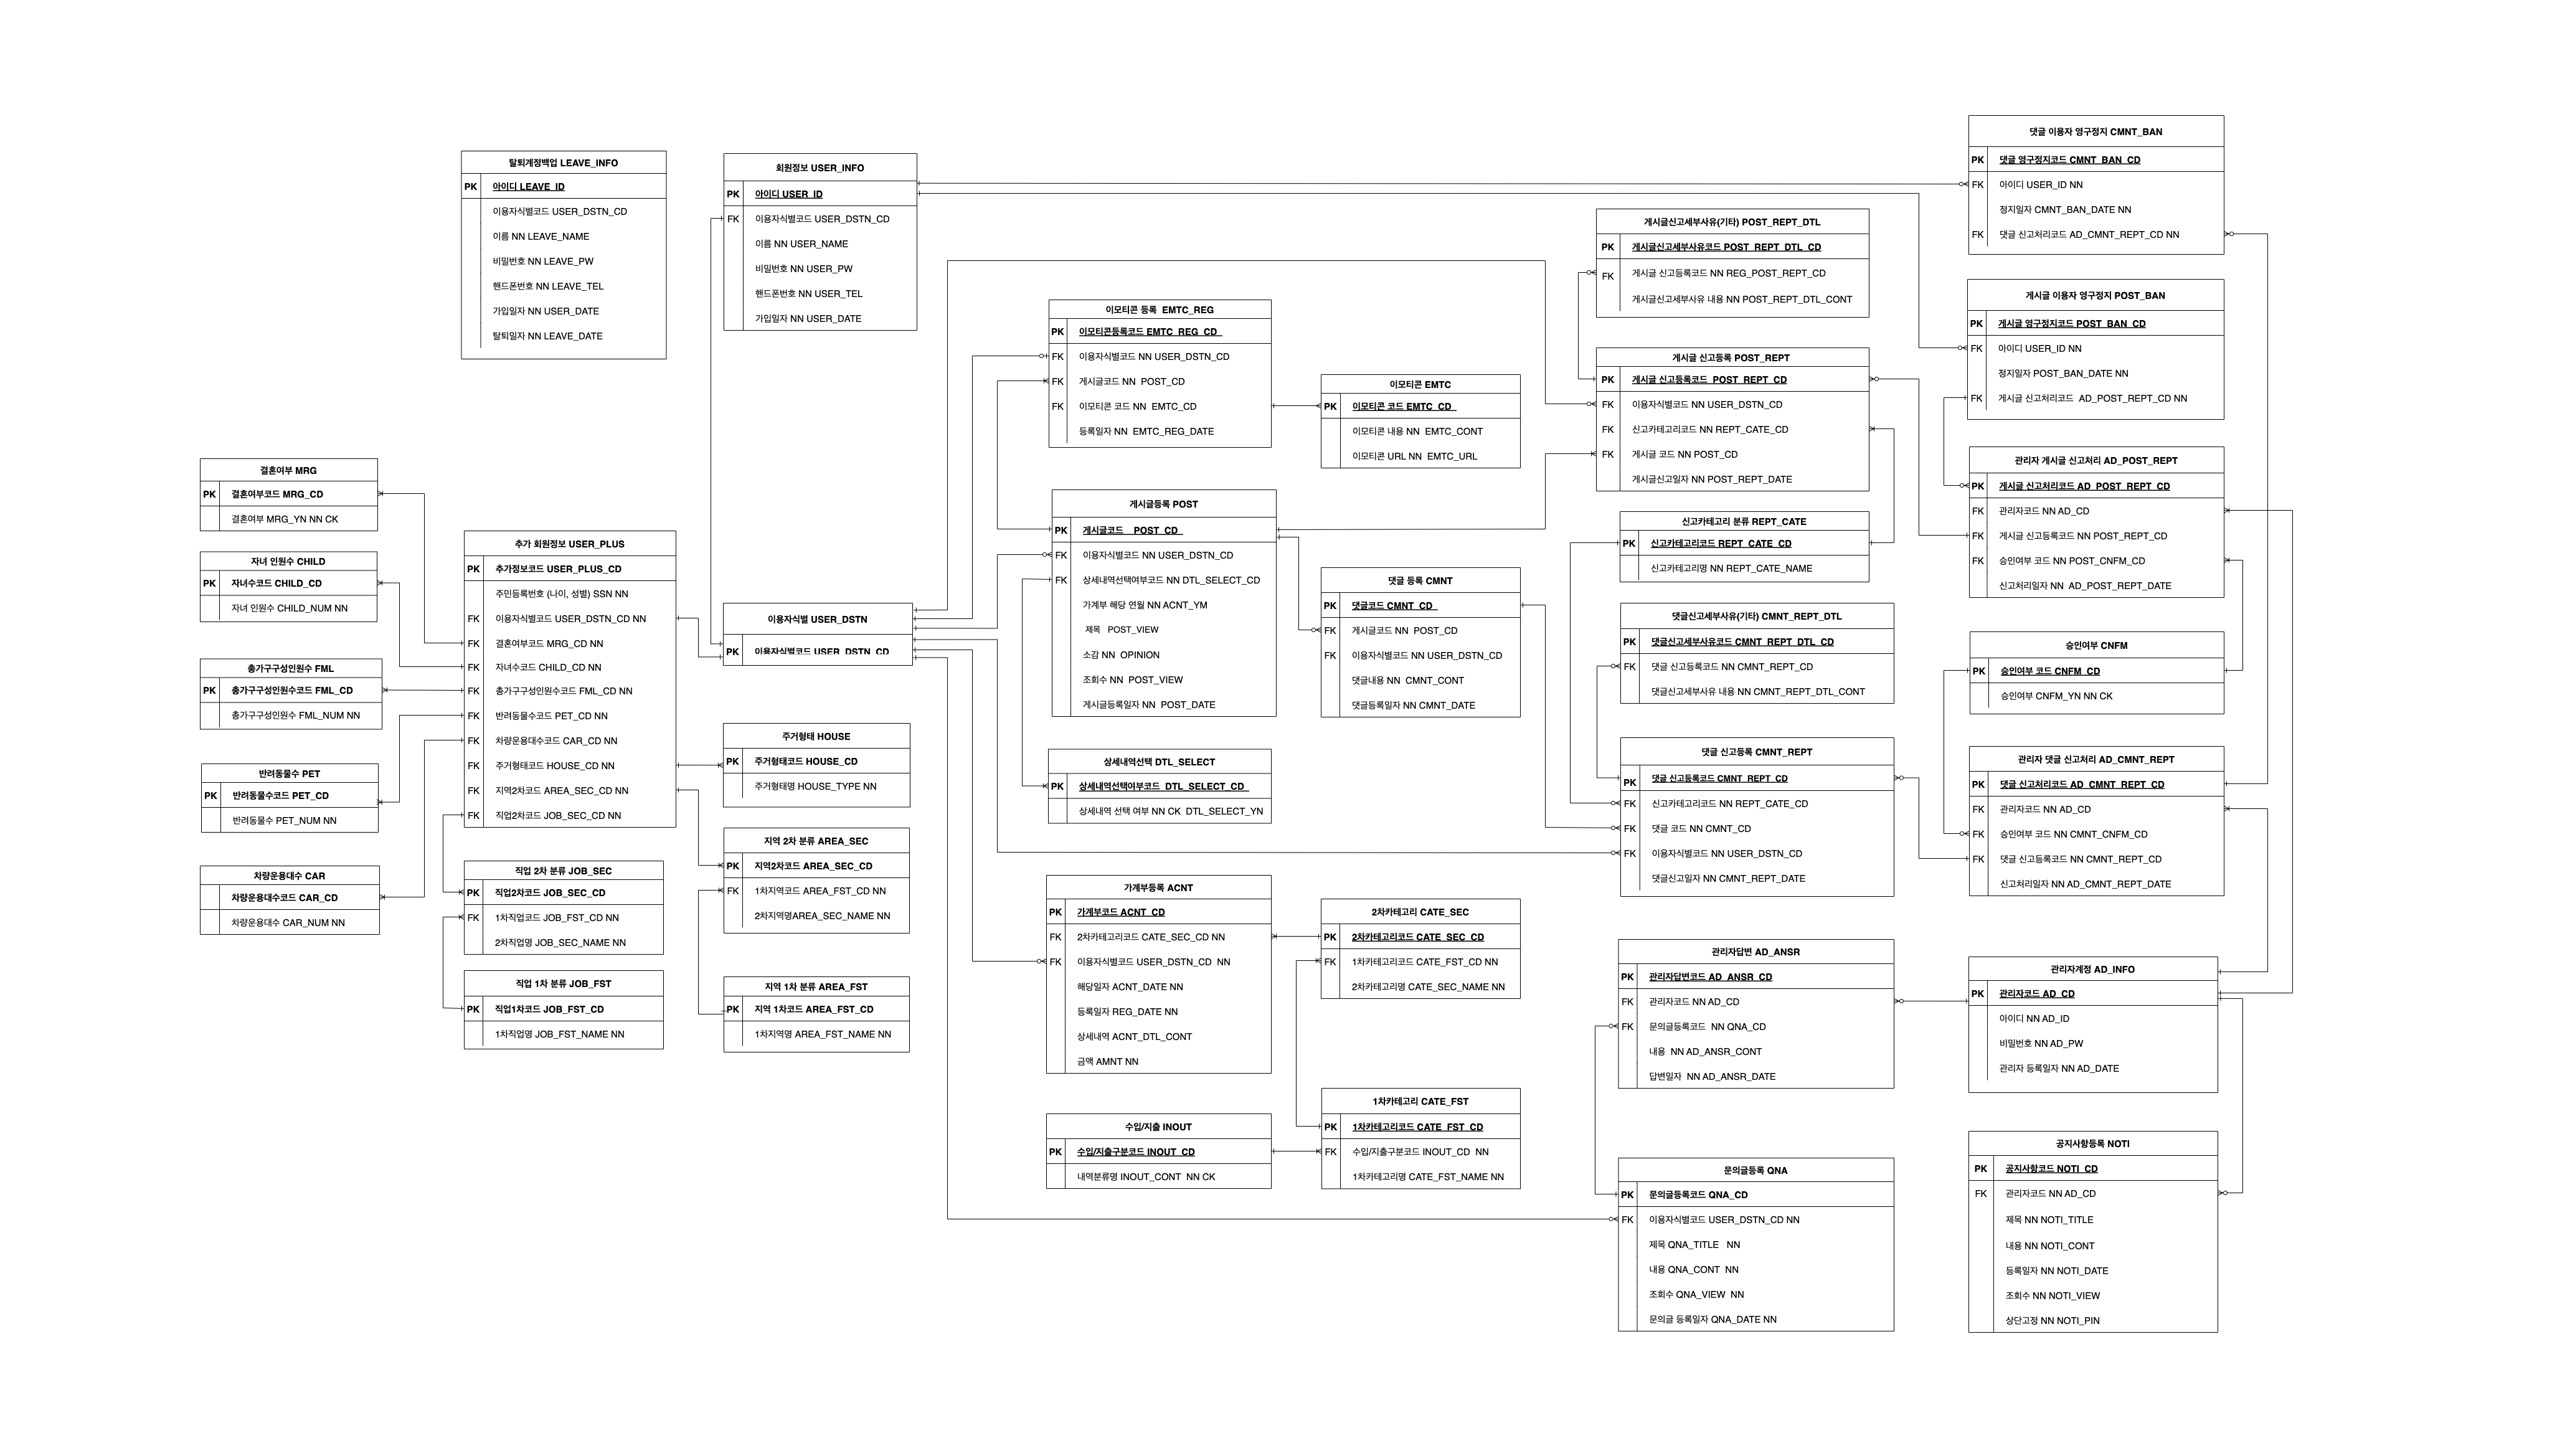 탈퇴계정백업 LEAVE_INFO
PK 아이디 LEAVE_ID
이용자식별코드 USER_DSTN_CD
이름 NN LEAVE_NAME
비밀번호 NN LEAVE_PW
핸드폰번호 NN LEAVE_TEL
가입일자 NN USER_DATE
탈퇴일자 NN LEAVE_DATE
회원정보 USER_INFO
PK 아이디 USER_ID
FK 이용자식별코드 USER_DSTN_CD
이름 NN USER_NAME
비밀번호 NN USER_PW
핸드폰번호 NN USER_TEL
가입일자 NN USER_DATE
결혼여부 MRG
PK 결혼여부코드 MRG_CD
결혼여부 MRG_YN NN CK
자녀 인원수 CHILD
PK 자녀수코드 CHILD_CD
자녀 인원수 CHILD_NUM NN
총가구구성인원수 FML
PK 총가구구성인원수코드 FML_CD
총가구구성인원수 FML_NUM NN
반려동물수 PET
PK 반려동물수코드 PET_CD
반려동물수 PET_NUM NN
차량운용대수 CAR
차량운용대수코드 CAR_CD
차량운용대수 CAR_NUM NN
추가 회원정보 USER_PLUS
PK 추가정보코드 USER_PLUS_CD
주민등록번호 (나이, 성별) SSN NN
FK 이용자식별코드 USER_DSTN_CD NN
FK 결혼여부코드 MRG_CD NN
FK 자녀수코드 CHILD_CD NN
FK 총가구구성인원수코드 FML_CD NN
FK 반려동물수코드 PET_CD NN
FK 차량운용대수코드 CAR_CD NN
FK 주거형태코드 HOUSE_CD NN
FK 지역2차코드 AREA_SEC_CD NN
FK 직업2차코드 JOB_SEC_CD NN
직업 2차 분류 JOB_SEC
PK 직업2차코드 JOB_SEC_CD
FK 1차직업코드 JOB_FST_CD NN
2차직업명 JOB_SEC_NAME NN
직업 1차 분류 JOB_FST
PK 직업1차코드 JOB_FST_CD
1차직업명 JOB_FST_NAME NN
이용자식별 USER_DSTN
PK 이용자식별코드 USER_DSTN_CD
주거형태 HOUSE
PK 주거형태코드 HOUSE_CD
주거형태명 HOUSE_TYPE NN
지역 2차 분류 AREA_SEC
PK 지역2차코드 AREA_SEC_CD
FK 1차지역코드 AREA_FST_CD NN
2차지역명AREA_SEC_NAME NN
지역 1차 분류 AREA_FST
PK 지역 1차코드 AREA_FST_CD
1차지역명 AREA_FST_NAME NN
이모티콘 등록 EMTC_REG
PK 이모티콘등록코드 EMTC_REG_CD
FK 이용자식별코드 NN USER_DSTN_CD
FK 게시글코드 NN POST_CD
FK 이모티콘 코드 NN EMTC_CD
등록일자 NN EMTC_REG_DATE
이모티콘 EMTC
PK 이모티콘 코드 EMTC_CD
이모티콘 내용 NN EMTC_CONT
이모티콘 URL NN EMTC_URL
게시글등록 POST
PK 게시글코드 POST_CD
FK 이용자식별코드 NN USER_DSTN_CD
FK 상세내역선택여부코드 NN DTL_SELECT_CD
가계부 해당 연월 NN ACNT_YM
제목 POST_VIEW
소감 NN OPINION
조회수 NN POST_VIEW
게시글등록일자 NN POST_DATE
댓글 등록 CMNT
PK 댓글코드 CMNT_CD
FK 게시글코드 NN POST_CD
FK 이용자식별코드 NN USER_DSTN_CD
댓글내용 NN CMNT_CONT
댓글등록일자 NN CMNT_DATE
상세내역선택 DTL_SELECT
PK 상세내역선택여부코드 DTL_SELECT_CD
상세내역 선택 여부 NN CK DTL_SELECT_YN
가계부등록 ACNT
PK 가계부코드 ACNT_CD
FK 2차카테고리코드 CATE_SEC_CD NN
FK 이용자식별코드 USER_DSTN_CD NN
해당일자 ACNT_DATE NN
등록일자 REG_DATE NN
상세내역 ACNT_DTL_CONT
금액 AMNT NN
2차카테고리 CATE_SEC
PK 2차카테고리코드 CATE_SEC_CD
FK 1차카테고리코드 CATE_FST_CD NN
2차카테고리명 CATE_SEC_NAME NN
수입/지출 INOUT
PK 수입/지출구분코드 INOUT_CD
내역분류명 INOUT_CONT NN CK
1차카테고리 CATE_FST
PK 1차카테고리코드 CATE_FST_CD
FK 수입/지출구분코드 INOUT_CD NN
1차카테고리명 CATE_FST_NAME NN
게시글신고세부사유(기타) POST_REPT_DTL
PK 게시글신고세부사유코드 POST_REPT_DTL_CD
FK 게시글 신고등록코드 NN REG_POST_REPT_CD
게시글신고세부사유 내용 NN POST_REPT_DTL_CONT
게시글 신고등록 POST_REPT
PK 게시글 신고등록코드 POST_REPT_CD
FK 이용자식별코드 NN USER_DSTN_CD
FK 신고카테고리코드 NN REPT_CATE_CD
FK 게시글 코드 NN POST_CD
게시글신고일자 NN POST_REPT_DATE
신고카테고리 분류 REPT_CATE
PK 신고카테고리코드 REPT_CATE_CD
신고카테고리명 NN REPT_CATE_NAME
댓글신고세부사유(기타) CMNT_REPT_DTL
PK 댓글신고세부사유코드 CMNT_REPT_DTL_CD
FK 댓글 신고등록코드 NN CMNT_REPT_CD
댓글신고세부사유 내용 NN CMNT_REPT_DTL_CONT
댓글 신고등록 CMNT_REPT
PK 댓글 신고등록코드 CMNT_REPT_CD
FK 신고카테고리코드 NN REPT_CATE_CD
FK 댓글 코드 NN CMNT_CD
FK 이용자식별코드 NN USER_DSTN_CD
댓글신고일자 NN CMNT_REPT_DATE
관리자답변 AD_ANSR
PK 관리자답변코드 AD_ANSR_CD
FK 관리자코드 NN AD_CD
FK 문의글등록코드 NN QNA_CD
내용 NN AD_ANSR_CONT
답변일자 NN AD_ANSR_DATE
문의글등록 QNA
PK 문의글등록코드 QNA_CD
FK 이용자식별코드 USER_DSTN_CD NN
제목 QNA_TITLE NN
내용 QNA_CONT NN
조회수 QNA_VIEW NN
문의글 등록일자 QNA_DATE NN
댓글 이용자 영구정지 CMNT_BAN
PK 댓글 영구정지코드 CMNT_BAN_CD
FK 아이디 USER_ID NN
정지일자 CMNT_BAN_DATE NN
FK 댓글 신고처리코드 AD_CMNT_REPT_CD NN
게시글 이용자 영구정지 POST_BAN
PK 게시글 영구정지코드 POST_BAN_CD
FK 아이디 USER_ID NN
정지일자 POST_BAN_DATE NN
FK 게시글 신고처리코드 AD_POST_REPT_CD NN
관리자 게시글 신고처리 AD_POST_REPT
PK 게시글 신고처리코드 AD_POST_REPT_CD
FK 관리자코드 NN AD_CD
FK 게시글 신고등록코드 NN POST_REPT_CD
FK 승인여부 코드 NN POST_CNFM_CD
신고처리일자 NN AD_POST_REPT_DATE
승인여부 CNFM
PK 승인여부 코드 CNFM_CD
승인여부 CNFM_YN NN CK
관리자 댓글 신고처리 AD_CMNT_REPT
PK 댓글 신고처리코드 AD_CMNT_REPT_CD
FK 관리자코드 NN AD_CD
FK 승인여부 코드 NN CMNT_CNFM_CD
FK 댓글 신고등록코드 NN CMNT_REPT_CD
신고처리일자 NN AD_CMNT_REPT_DATE
관리자계정 AD_INFO
PK 관리자코드 AD_CD
아이디 NN AD_ID
비밀번호 NN AD_PW
관리자 등록일자 NN AD_DATE
공지사항등록 NOTI
PK 공지사항코드 NOTI_CD
FK 관리자코드 NN AD_CD
제목 NN NOTI_TITLE
내용 NN NOTI_CONT
등록일자 NN NOTI_DATE
조회수 NN NOTI_VIEW
상단고정 NN NOTI_PIN